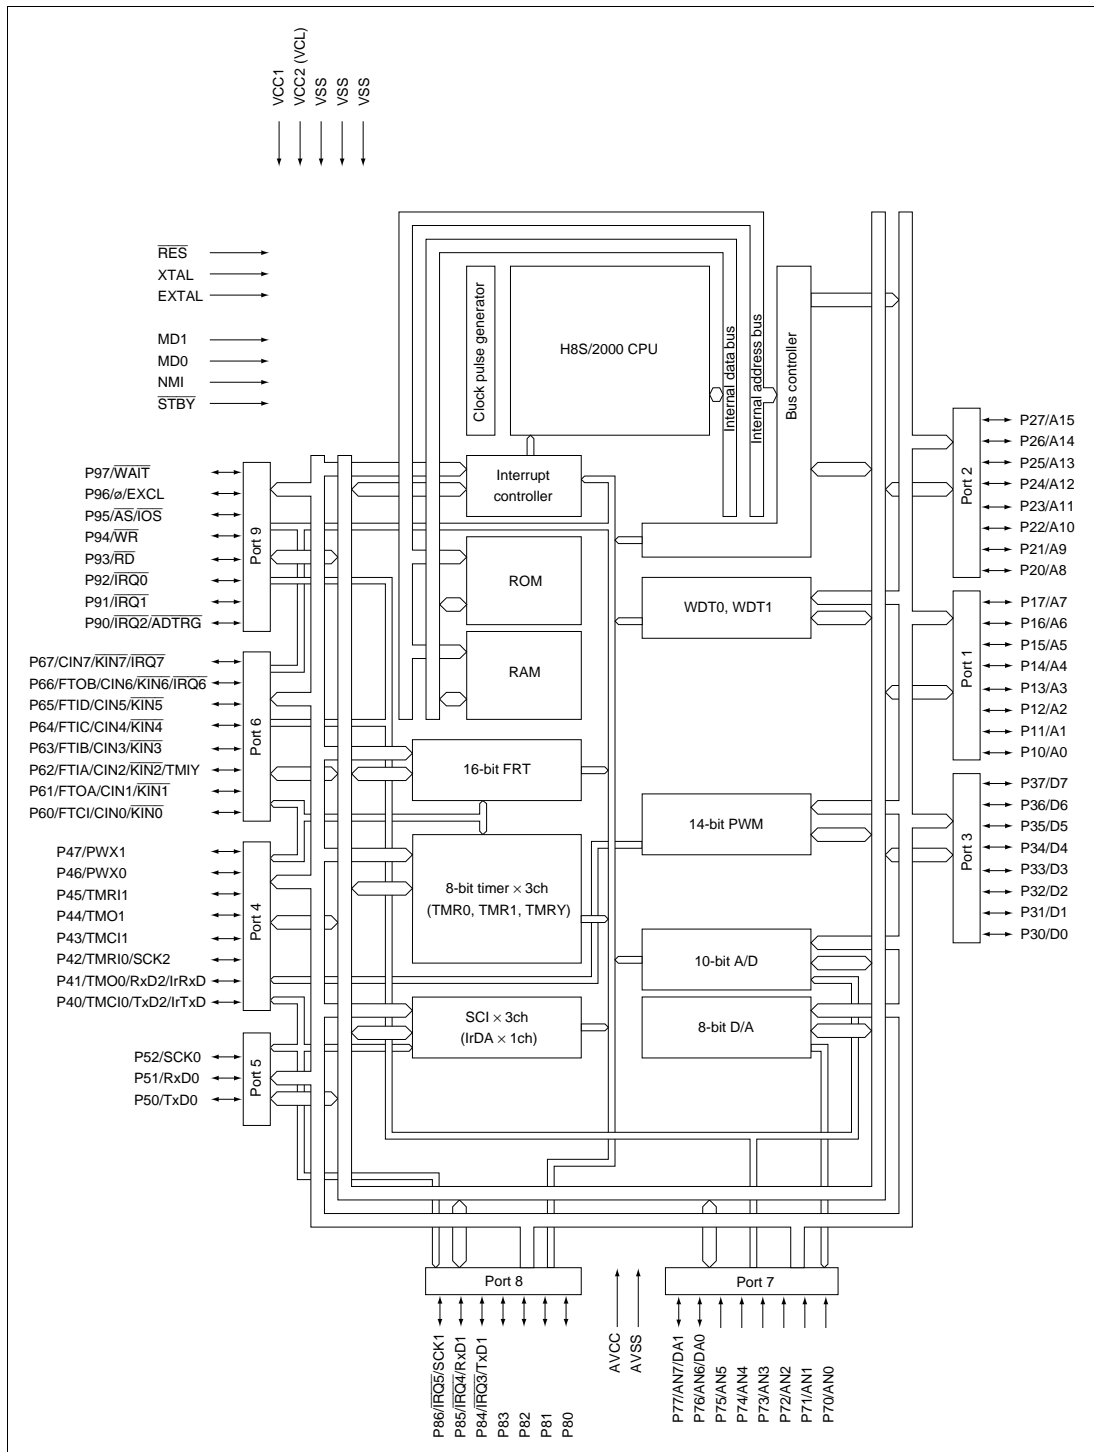 VCC1
VCC2 (VCL)
VSS
VSS
VSS
RES
XTAL
EXTAL
MD1
MD0
NMI
STBY
Clock pulse generator
H8S/2000 CPU
Internal data bus
Internal address bus
Bus controller
Interrupt
controller
ROM
RAM
WDT0, WDT1
16-bit FRT
14-bit PWM
8-bit timer × 3ch
(TMR0, TMR1, TMRY)
10-bit A/D
SCI × 3ch
(IrDA × 1ch)
8-bit D/A
P97/WAIT
P96/ø/EXCL
P95/AS/IOS
P94/WR
P93/RD
P92/IRQ0
P91/IRQ1
P90/IRQ2/ADTRG
Port 9
P67/CIN7/KIN7/IRQ7
P66/FTOB/CIN6/KIN6/IRQ6
P65/FTID/CIN5/KIN5
P64/FTIC/CIN4/KIN4
P63/FTIB/CIN3/KIN3
P62/FTIA/CIN2/KIN2/TMIY
P61/FTOA/CIN1/KIN1
P60/FTCI/CIN0/KIN0
Port 6
P47/PWX1
P46/PWX0
P45/TMRI1
P44/TMO1
P43/TMCI1
P42/TMRI0/SCK2
P41/TMO0/RxD2/IrRxD
P40/TMCI0/TxD2/IrTxD
Port 4
P52/SCK0
P51/RxD0
P50/TxD0
Port 5
Port 2
P27/A15
P26/A14
P25/A13
P24/A12
P23/A11
P22/A10
P21/A9
P20/A8
Port 1
P17/A7
P16/A6
P15/A5
P14/A4
P13/A3
P12/A2
P11/A1
P10/A0
Port 3
P37/D7
P36/D6
P35/D5
P34/D4
P33/D3
P32/D2
P31/D1
P30/D0
Port 8
P86/IRQ5/SCK1
P85/IRQ4/RxD1
P84/IRQ3/TxD1
P83
P82
P81
P80
AVCC
AVSS
Port 7
P77/AN7/DA1
P76/AN6/DA0
P75/AN5
P74/AN4
P73/AN3
P72/AN2
P71/AN1
P70/AN0